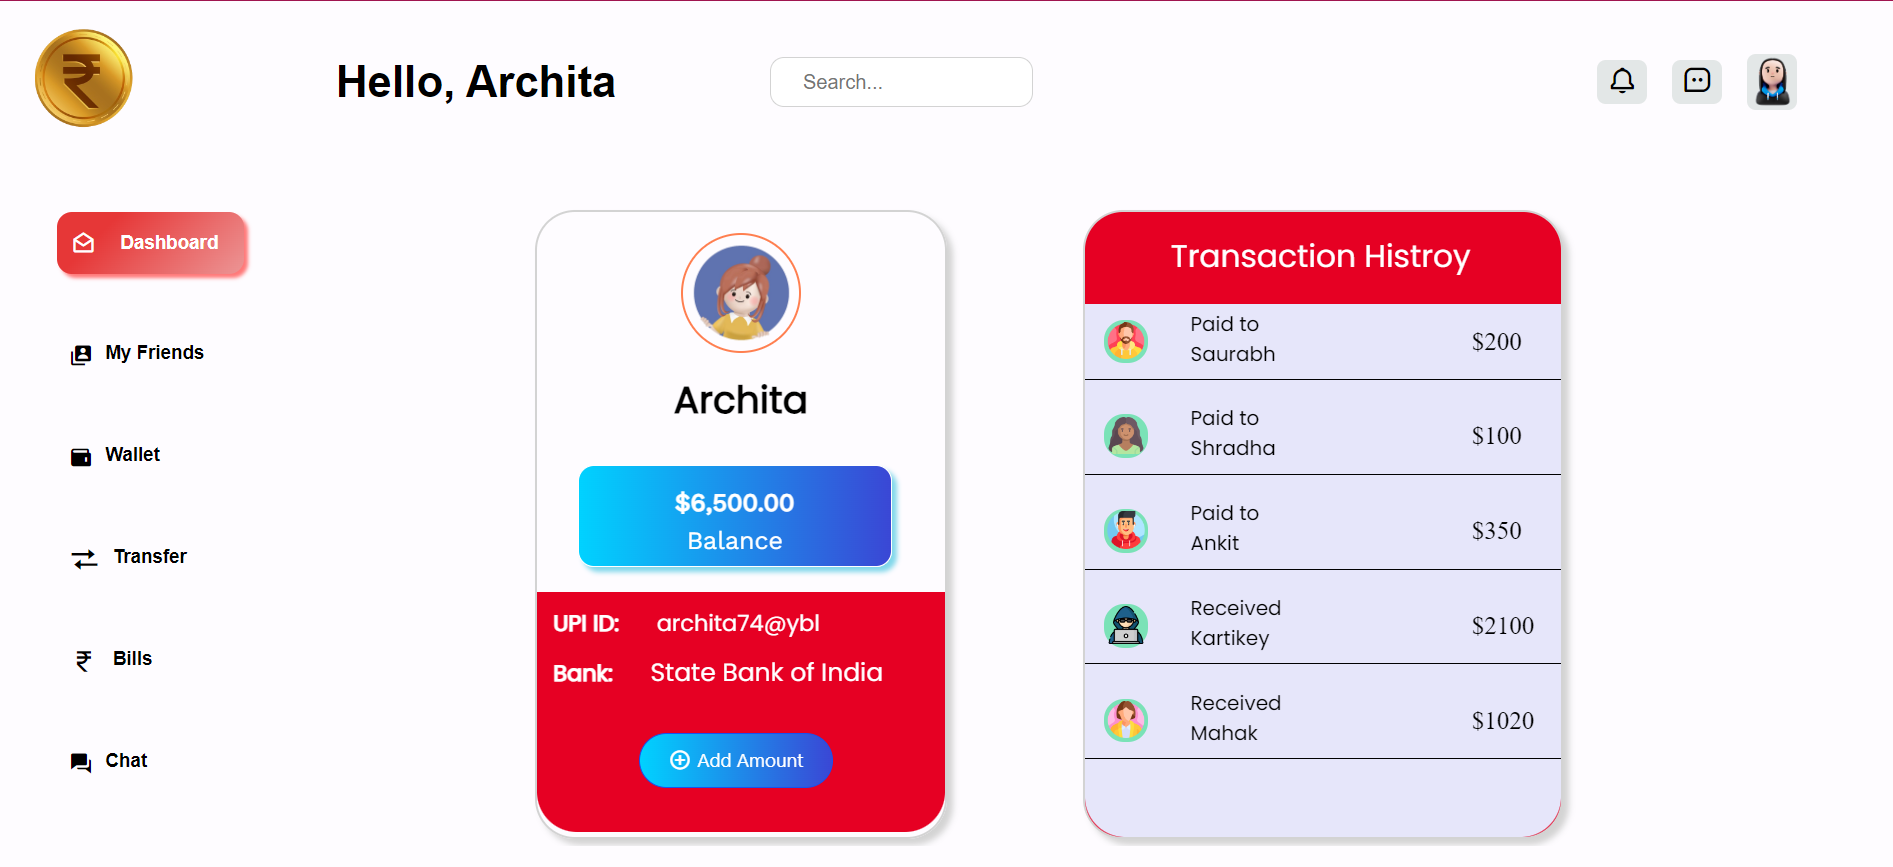 Hello, Archita
Search...
Dashboard
My Friends
Wallet
Transfer
Bills
Chat
Archita
$6,500.00
Balance
UPI ID: archita74@ybl
Bank: State Bank of India
Add Amount
Transaction Histroy
Paid to
Saurabh
$200
Paid to
Shradha
$100
Paid to
Ankit
$350
Received
Kartikey
$2100
Received
Mahak
$1020